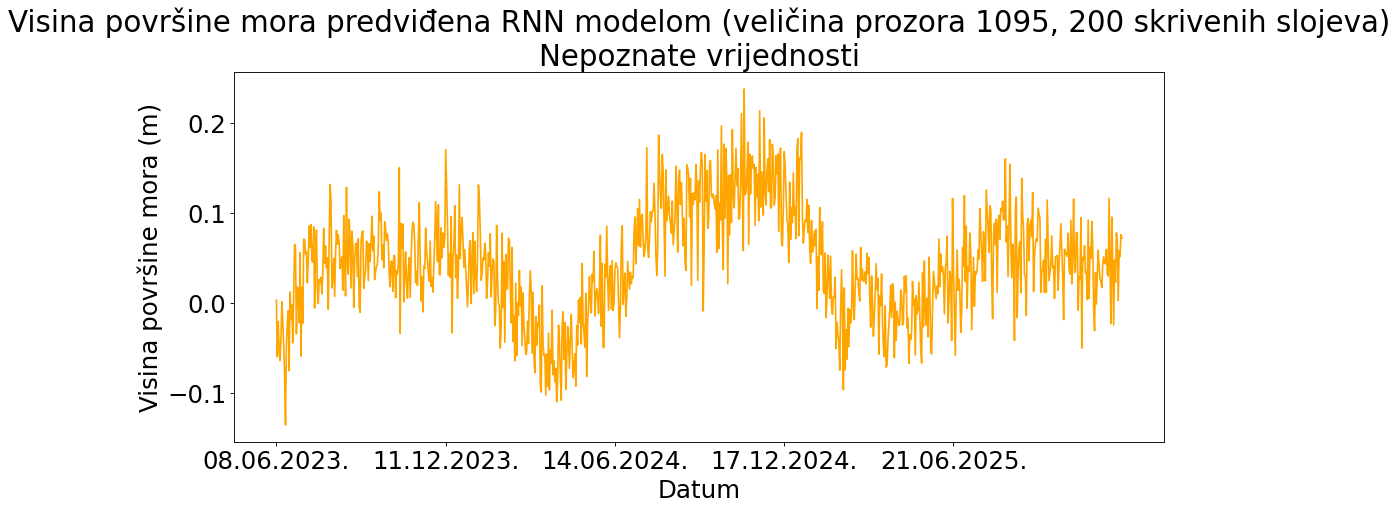 Visina površine mora predviđena RNN modelom (veličina prozora 1095, 200 skrivenih slojeva)
Nepoznate vrijednosti
Visina površine mora (m)
0.2
0.1
0.0
−0.1
08.06.2023. 11.12.2023. 14.06.2024. 17.12.2024. 21.06.2025.
Datum